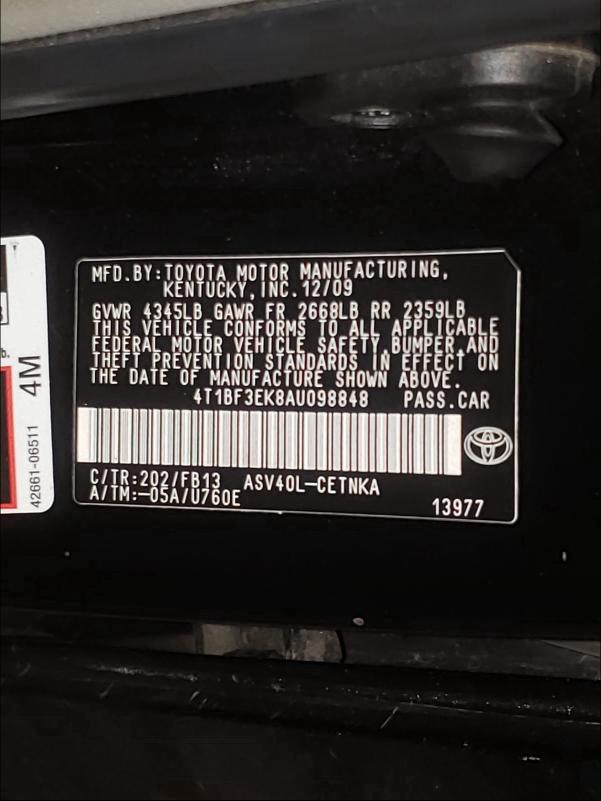 MFD.BY:TOYOTA MOTOR MANUFACTURING,
KENTUCKY,INC.12/09
GVWR 4345LB GAWR FR 2668LB RR 2359LB
THIS VEHICLE CONFORMS TO ALL APPLICABLE
FEDERAL MOTOR VEHICLE SAFETY,BUMPER,AND
THEFT PREVENTION STANDARDS IN EFFECT ON
THE DATE OF MANUFACTURE SHOWN ABOVE.
4T1BF3EK8AU098848 PASS.CAR
C/TR:202/FB13 ASV40L-CETNKA
A/TM:-05A/U760E
13977
4M
42661-06511